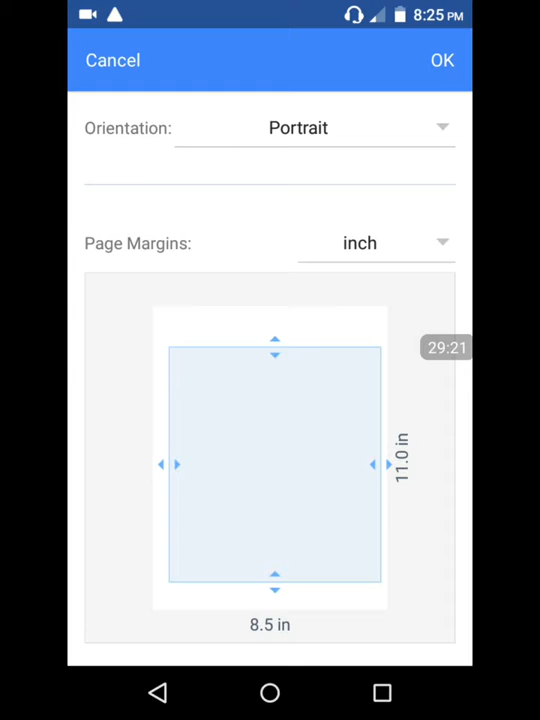 8:25 PM
Cancel OK
Orientation: Portrait
Page Margins: inch
29:21
11.0 in
8.5 in